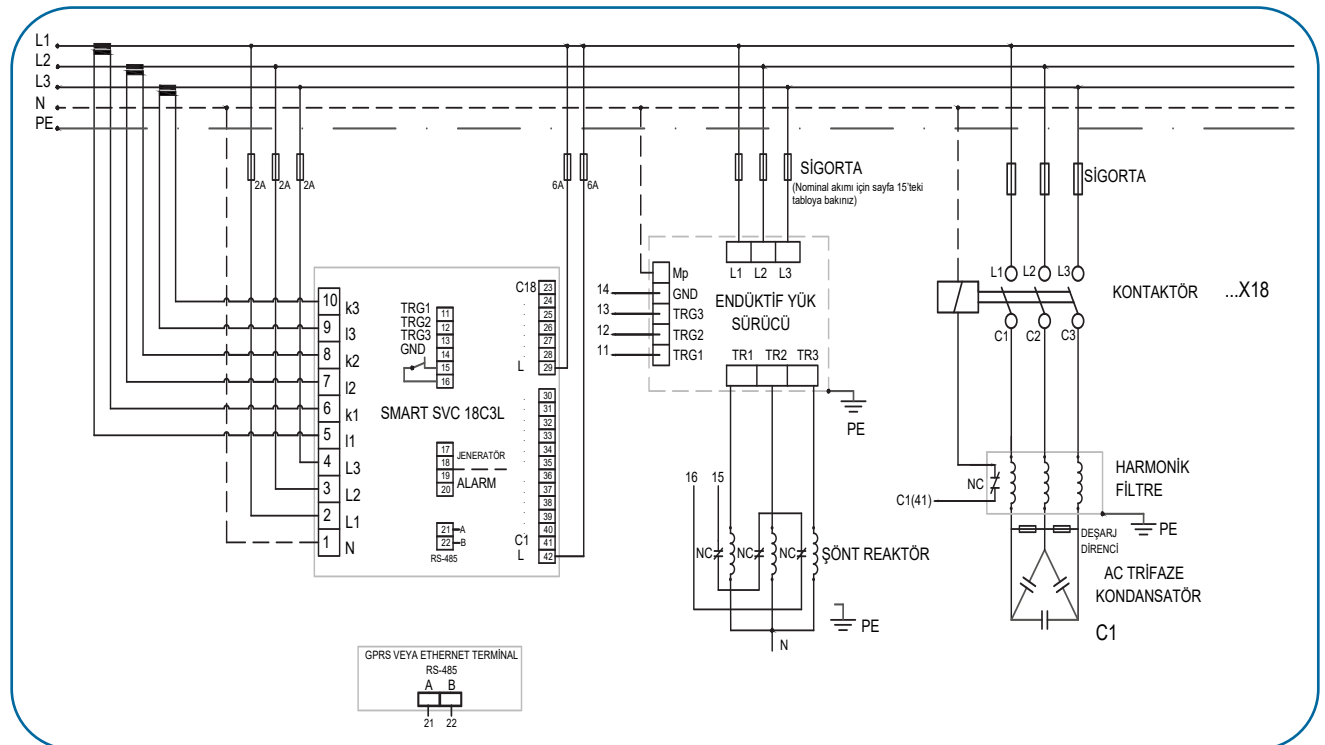 L1
L2
L3
N
PE
2A
2A
2A
6A
6A
SİGORTA
(Nominal akımı için sayfa 15'teki
tabloya bakınız)
SİGORTA
10
9
8
7
6
5
4
3
2
1
k3
l3
k2
l2
k1
l1
L3
L2
L1
N
TRG1
TRG2
TRG3
GND
11
12
13
14
15
16
SMART SVC 18C3L
17
18
19
20
JENERATÖR
ALARM
21
22
A
B
RS-485
C18
L
23
24
25
26
27
28
29
30
31
32
33
34
35
36
37
38
39
40
41
42
C1
L
14
13
12
11
Mp
GND
TRG3
TRG2
TRG1
L1 L2 L3
ENDÜKTİF YÜK
SÜRÜCÜ
TR1 TR2 TR3
PE
16 15
NC
NC
NC
ŞÖNT REAKTÖR
PE
N
L1 L2 L3
KONTAKTÖR ...X18
C1 C2 C3
NC
C1(41)
HARMONİK
FİLTRE
PE
DEŞARJ
DİRENCİ
AC TRİFAZE
KONDANSATÖR
C1
GPRS VEYA ETHERNET TERMİNAL
RS-485
A B
21 22